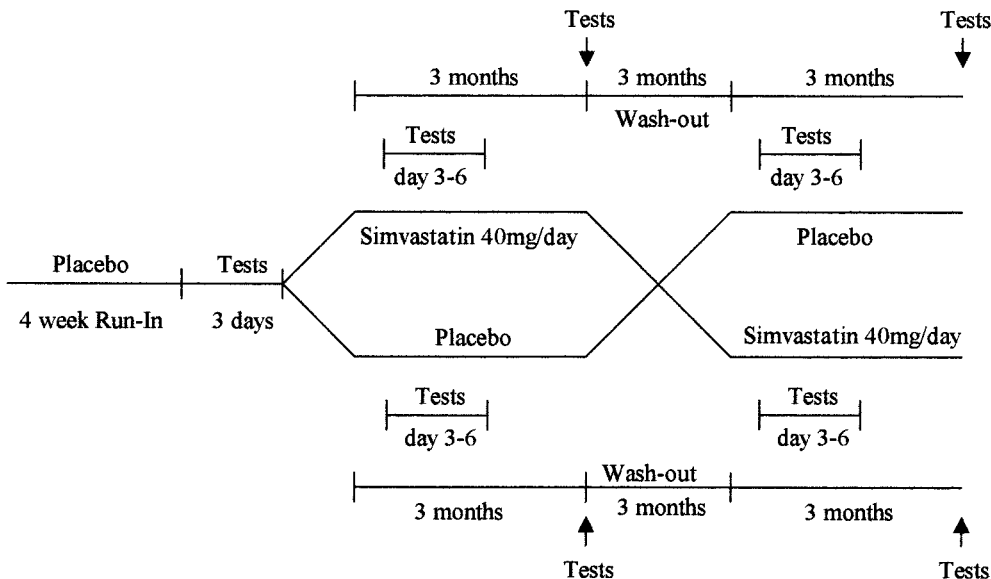 Tests Tests
3 months 3 months 3 months
Wash-out
Tests Tests
day 3-6 day 3-6
Simvastatin 40mg/day Placebo
Placebo Tests
4 week Run-In 3 days
Placebo Simvastatin 40mg/day
Tests Tests
day 3-6 day 3-6
Wash-out
3 months 3 months 3 months
Tests Tests